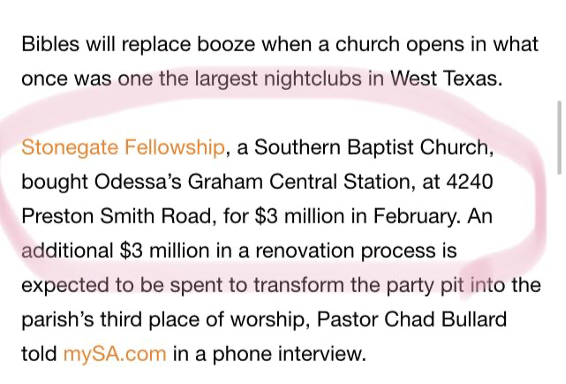 Bibles will replace booze when a church opens in what
once was one the largest nightclubs in West Texas.
Stonegate Fellowship, a Southern Baptist Church,
bought Odessa’s Graham Central Station, at 4240
Preston Smith Road, for $3 million in February. An
additional $3 million in a renovation process is
expected to be spent to transform the party pit into the
parish’s third place of worship, Pastor Chad Bullard
told mySA.com in a phone interview.